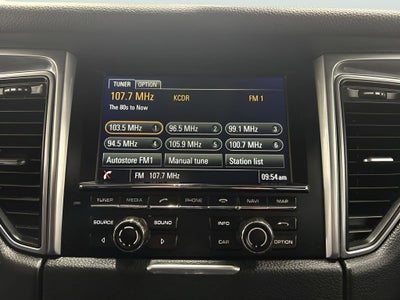 TUNER OPTION
107.7 MHz KCDR FM 1
The 80s to Now
103.5 MHz 1 96.5 MHz 2 99.1 MHz 3
94.5 MHz 4 105.9 MHz 5 100.7 MHz 6
Autostore FM1 Manual tune Station list
FM 107.7 MHz 09:54am
TUNER MEDIA PHONE NAVI MAP
SOURCE SOUND INFO
CAR OPTION